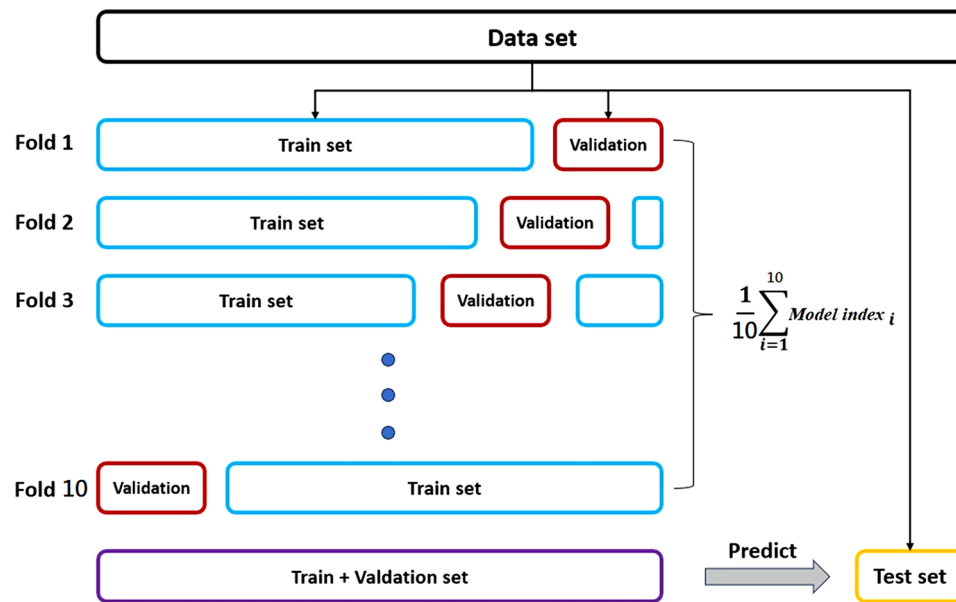 Data set
Fold 1 Train set Validation
Fold 2 Train set Validation
Fold 3 Train set Validation
1/10 10∑i=1 Model index i
Fold 10 Validation Train set
Train + Valdation set Predict Test set